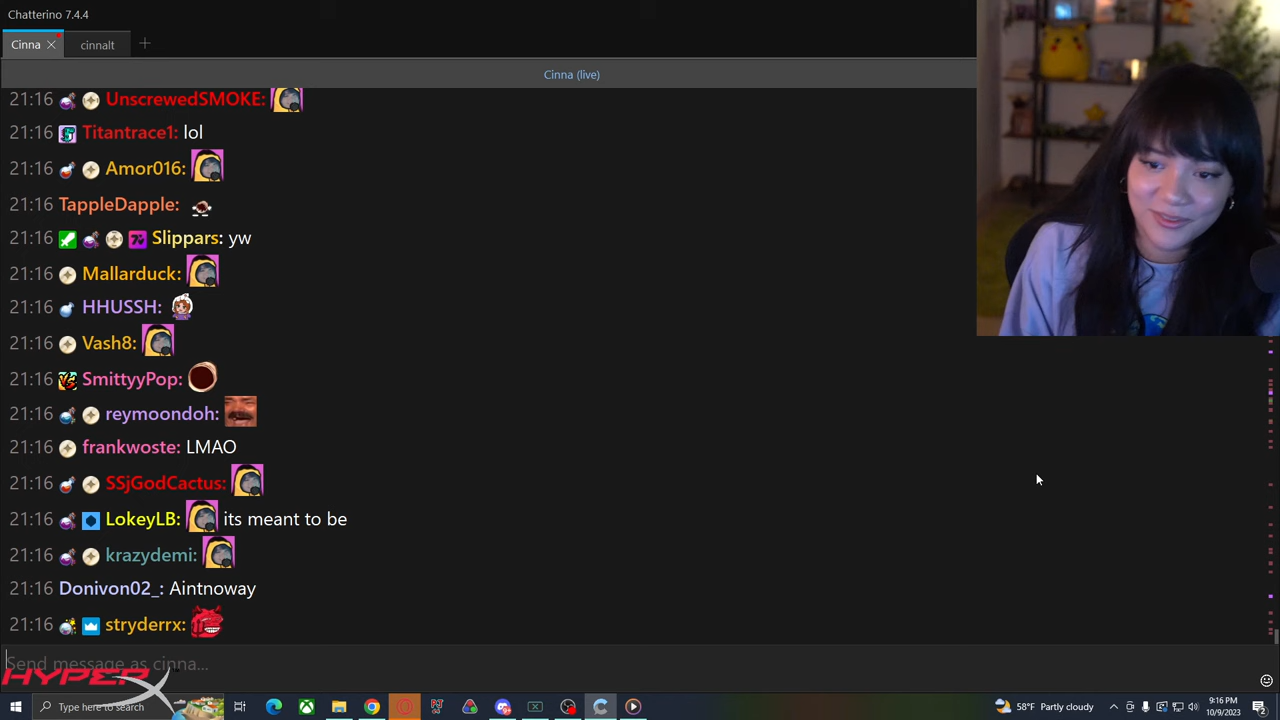 Chatterino 7.4.4
Cinna
cinnalt
Cinna (live)
21:16 UnscrewedSMOKE:
21:16 Titantrace1: lol
21:16 Amor016:
21:16 TappleDapple:
21:16 Slippars: yw
21:16 Mallarduck:
21:16 HHUSSH:
21:16 Vash8:
21:16 SmittyyPop:
21:16 reymoondoh:
21:16 frankwoste: LMAO
21:16 SSjGodCactus:
21:16 LokeyLB: its meant to be
21:16 krazydemi:
21:16 Donivon02_: Aintnoway
21:16 stryderrx:
Send message as cinna...
HYPERX
Type here to search
58°F Partly cloudy
9:16 PM
10/9/2023
2